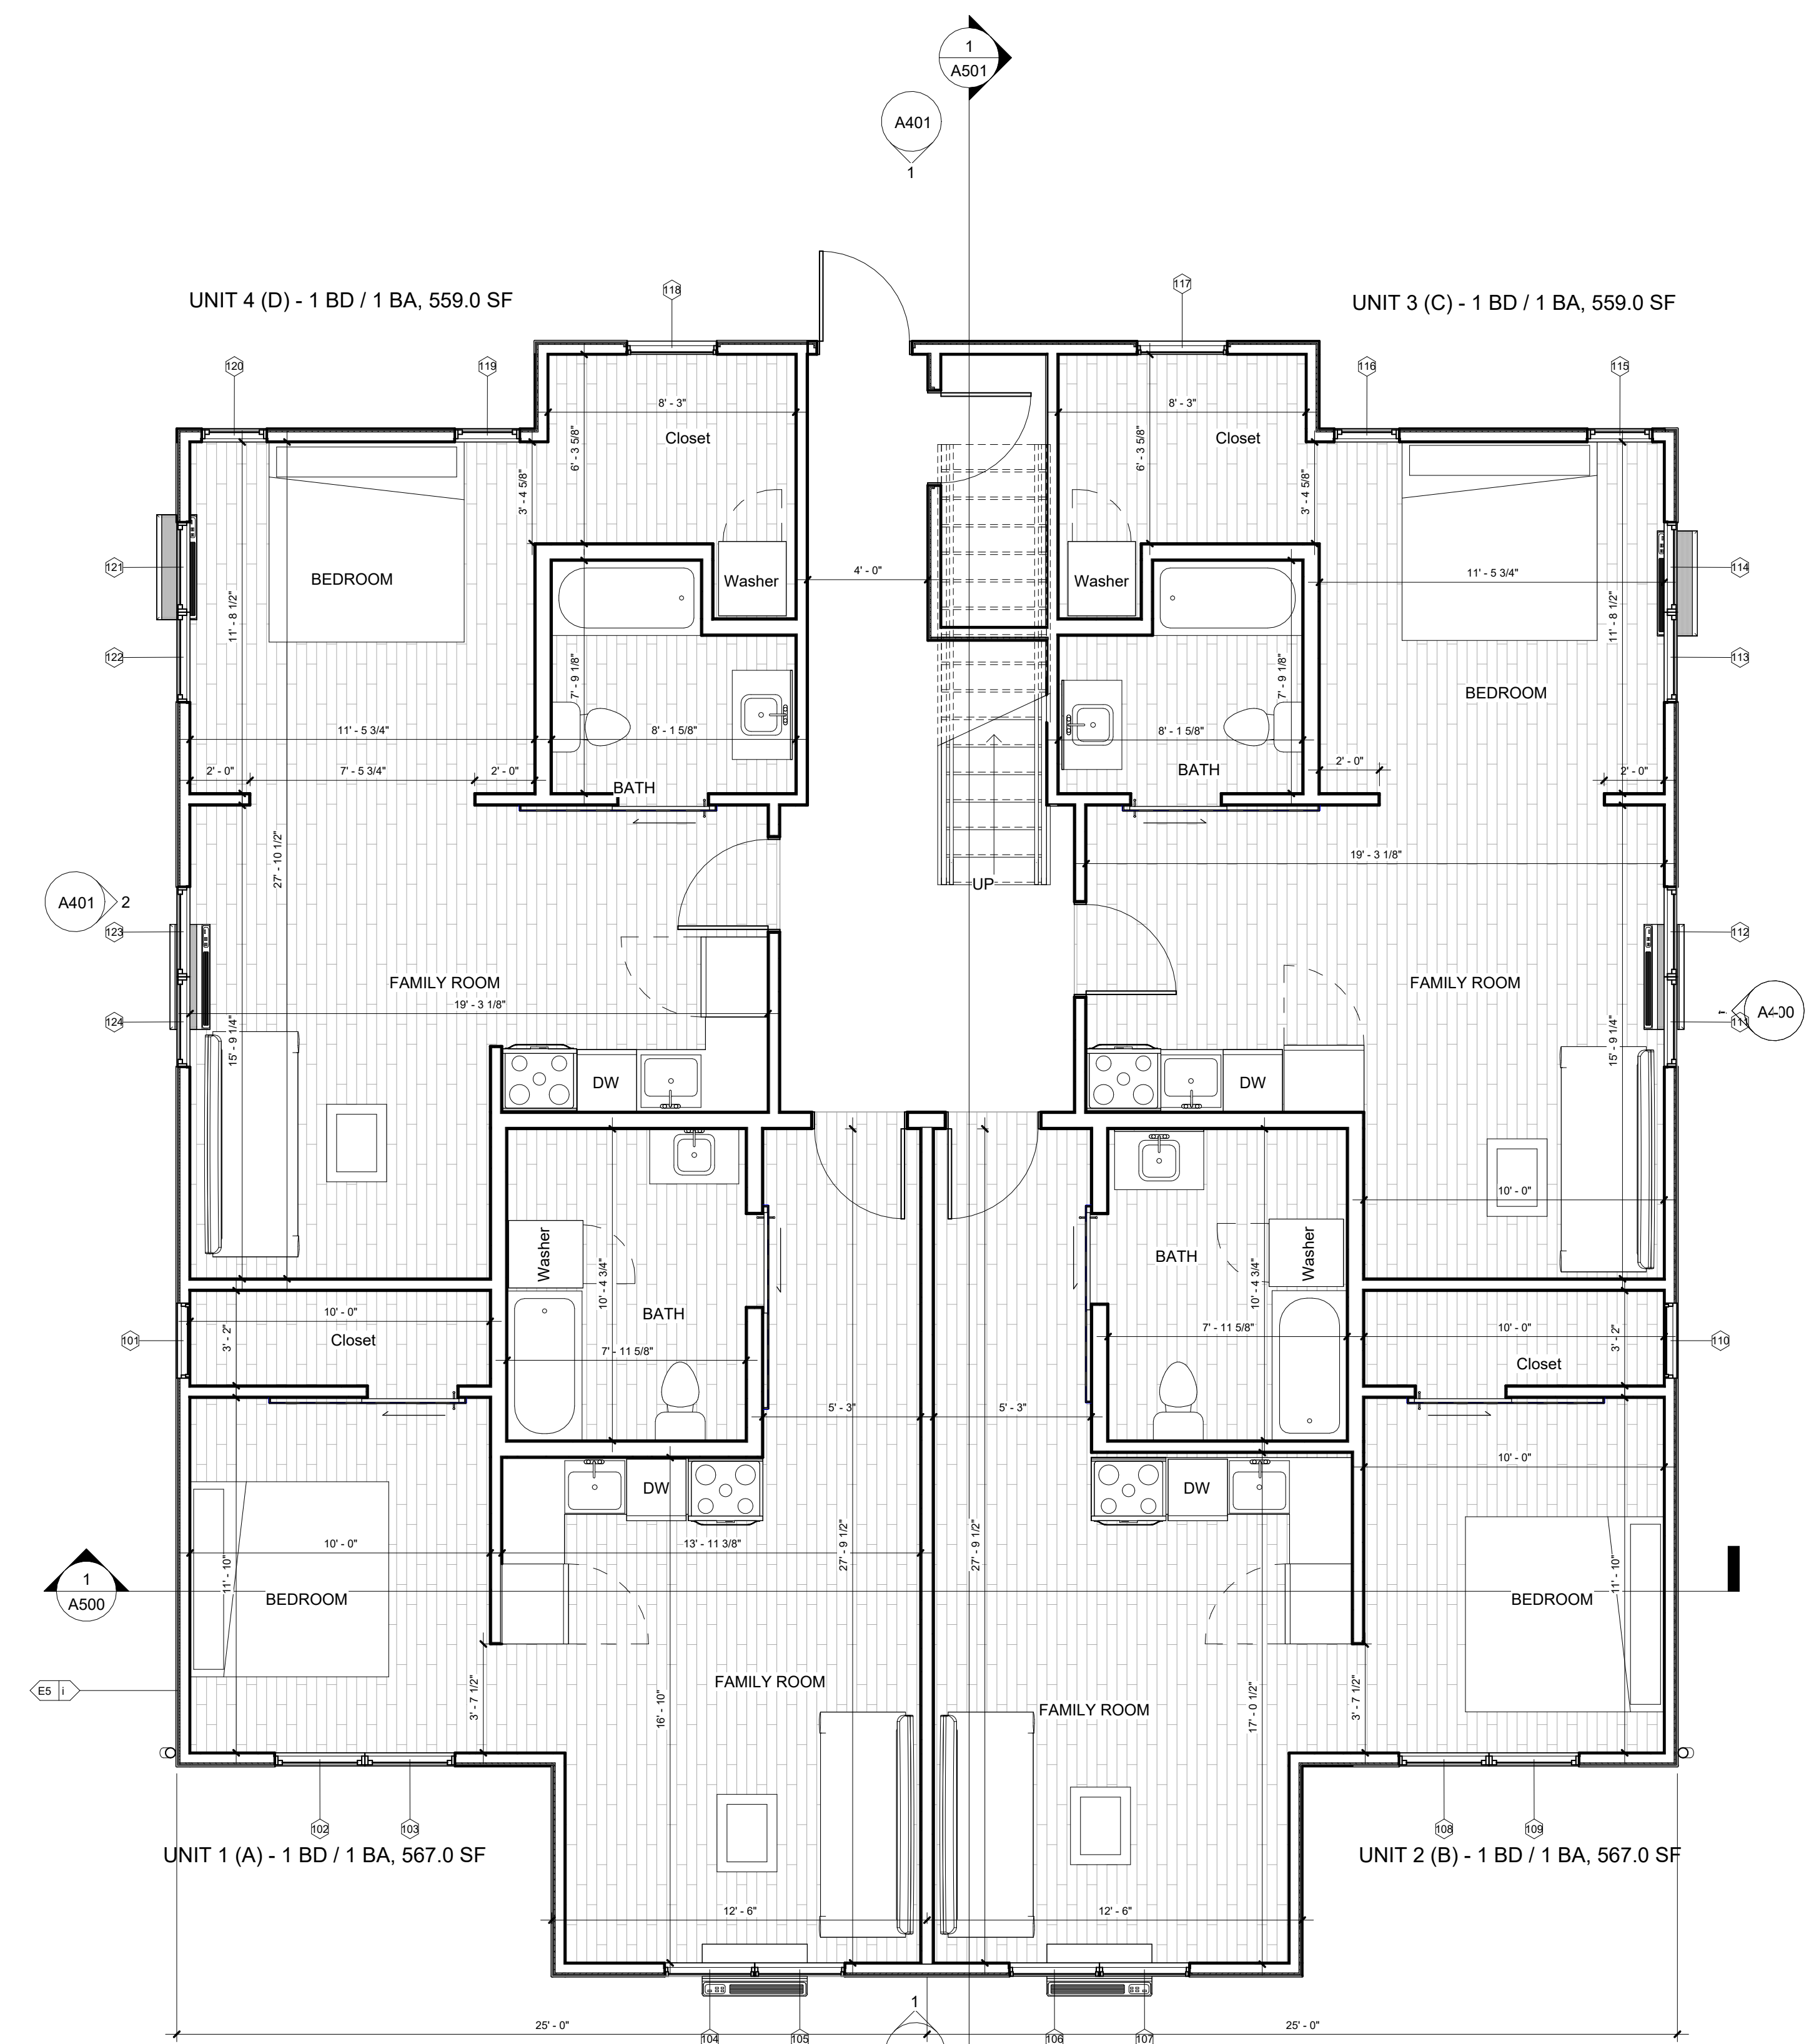 1
A501
A401
1
UNIT 4 (D) - 1 BD / 1 BA, 559.0 SF
118
117
UNIT 3 (C) - 1 BD / 1 BA, 559.0 SF
120
119
116
115
8' - 3"
8' - 3"
Closet
Closet
6' - 3 5/8"
6' - 3 5/8"
3' - 4 5/8"
3' - 4 5/8"
121
BEDROOM
Washer
4' - 0"
Washer
11' - 5 3/4"
114
11' - 8 1/2"
11' - 8 1/2"
122
7' - 9 1/8"
7' - 9 1/8"
113
BEDROOM
11' - 5 3/4"
8' - 1 5/8"
8' - 1 5/8"
2' - 0"
7' - 5 3/4"
2' - 0"
BATH
BATH
2' - 0"
2' - 0"
27' - 10 1/2"
19' - 3 1/8"
UP
A401
2
123
112
FAMILY ROOM
FAMILY ROOM
19' - 3 1/8"
124
111
A400
15' - 9 1/4"
15' - 9 1/4"
DW
DW
10' - 0"
Washer
BATH
Washer
10' - 4 3/4"
10' - 4 3/4"
101
10' - 0"
Closet
3' - 2"
BATH
7' - 11 5/8"
7' - 11 5/8"
10' - 0"
Closet
3' - 2"
110
5' - 3"
5' - 3"
10' - 0"
DW
DW
10' - 0"
13' - 11 3/8"
27' - 9 1/2"
27' - 9 1/2"
11' - 10"
11' - 10"
1
A500
BEDROOM
BEDROOM
E5
i
FAMILY ROOM
FAMILY ROOM
3' - 7 1/2"
16' - 10"
17' - 0 1/2"
3' - 7 1/2"
102
103
108
109
UNIT 1 (A) - 1 BD / 1 BA, 567.0 SF
UNIT 2 (B) - 1 BD / 1 BA, 567.0 SF
12' - 6"
12' - 6"
1
25' - 0"
25' - 0"
104
105
106
107